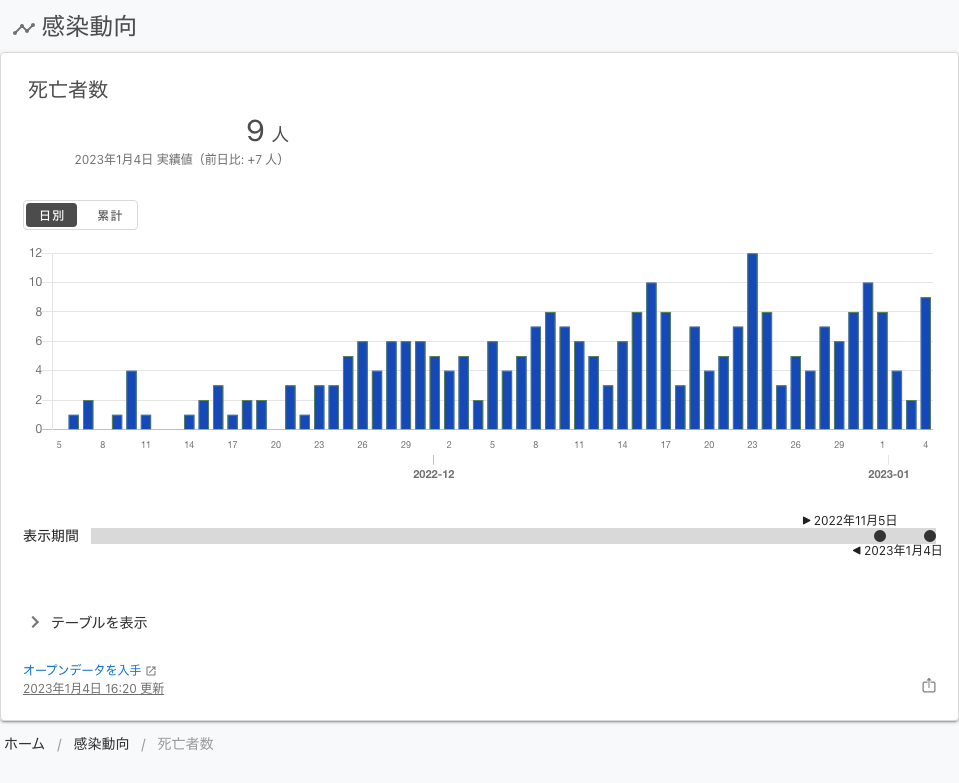 感染動向
死亡者数
9 人
2023年1月4日 実績値（前日比: +7 人）
日別 累計
12
10
8
6
4
2
0
5 8 11 14 17 20 23 26 29 2 5 8 11 14 17 20 23 26 29 1 4
2022-12 2023-01
2022年11月5日
表示期間
2023年1月4日
テーブルを表示
オープンデータを入手
2023年1月4日 16:20 更新
ホーム / 感染動向 / 死亡者数